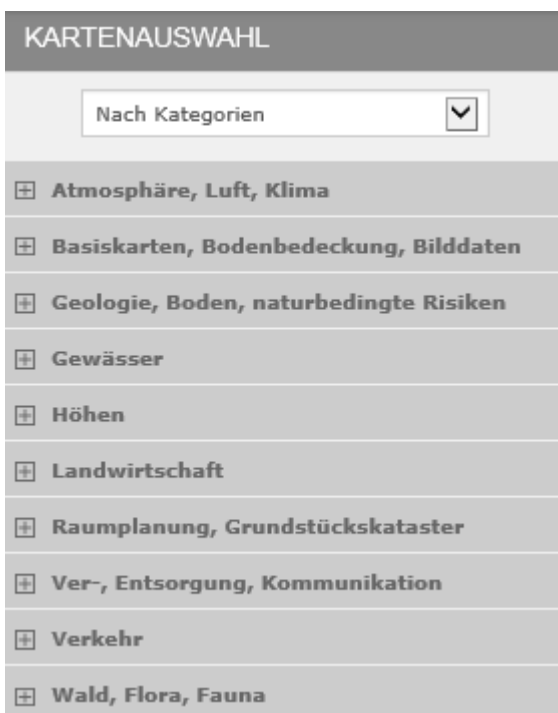 KARTENAUSWAHL
Nach Kategorien
Atmosphäre, Luft, Klima
Basiskarten, Bodenbedeckung, Bilddaten
Geologie, Boden, naturbedingte Risiken
Gewässer
Höhen
Landwirtschaft
Raumplanung, Grundstückskataster
Ver-, Entsorgung, Kommunikation
Verkehr
Wald, Flora, Fauna